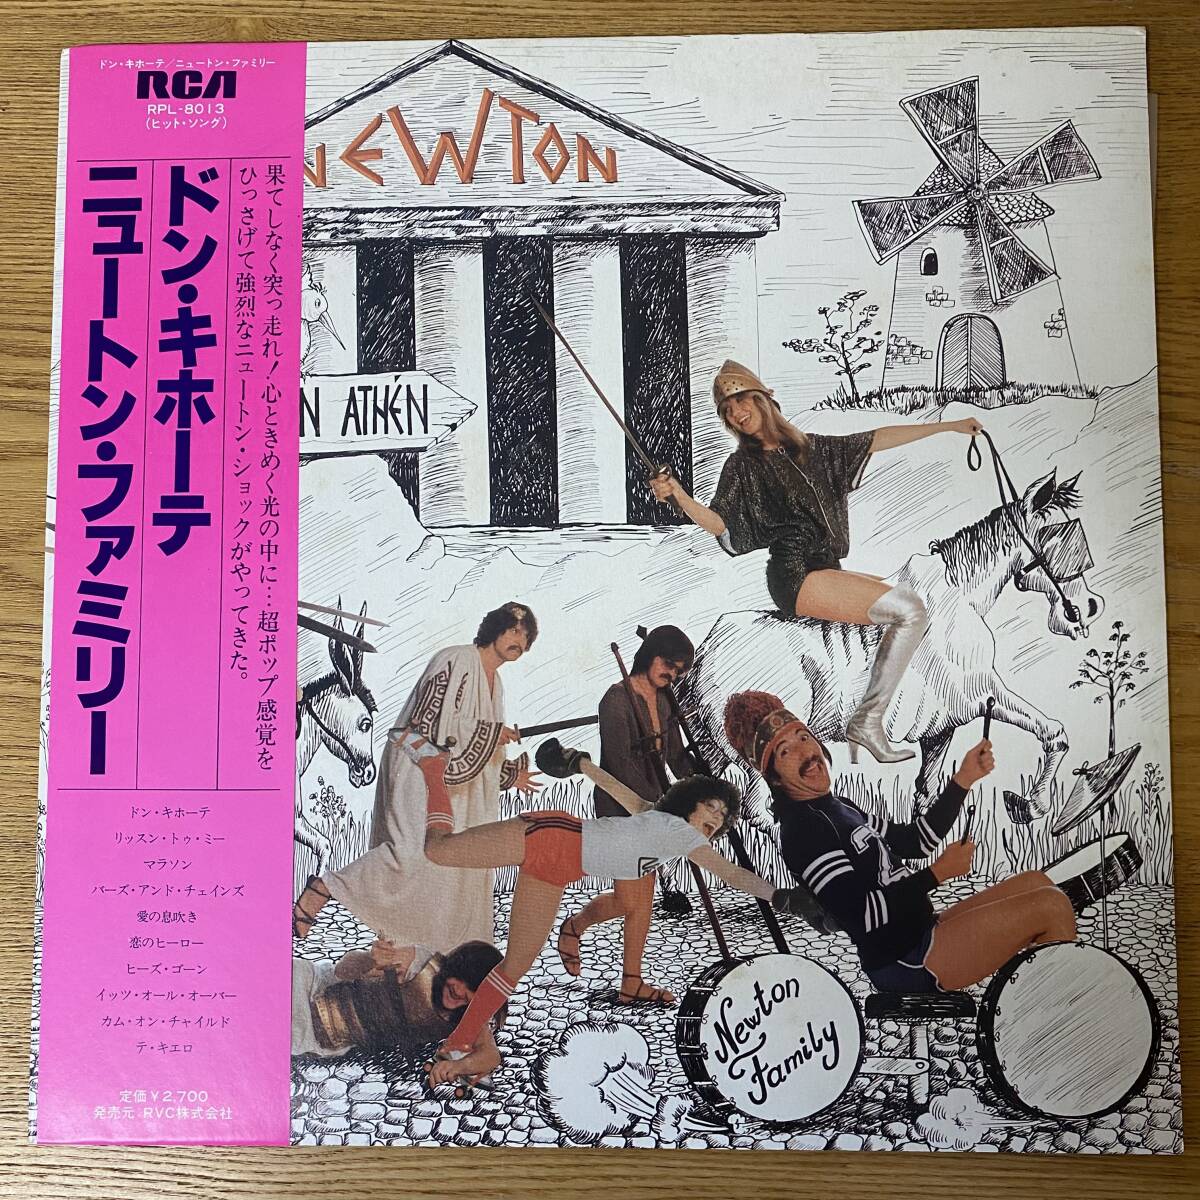 ドン・キホーテ/ニュートン・ファミリー
RCA
RPL-8013
(ヒット・ソング)
果てしなく突っ走れ!心ときめく光の中に…超ポップ感覚を
ひっさげて強烈なニュートン・ショックがやってきた。
ドン・キホーテ
ニュートン・ファミリー
ドン・キホーテ
リッスン・トゥ・ミー
マラソン
バーズ・アンド・チェインズ
愛の息吹き
恋のヒーロー
ヒーズ・ゴーン
イッツ・オール・オーバー
カム・オン・チャイルド
テ・キエロ
定価¥2,700
発売元:RVC株式会社
NEWTON
N ATHÉN
Newton
Family
N